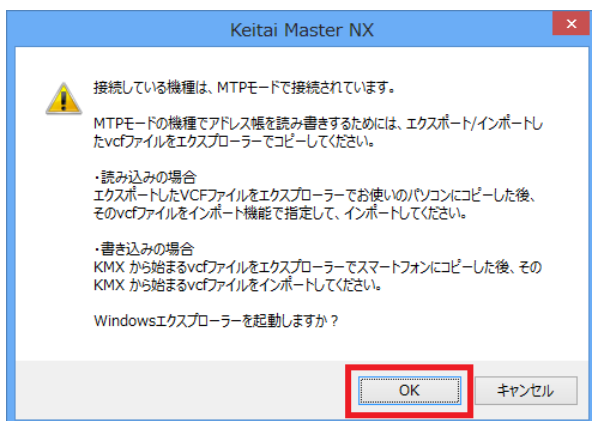 Keitai Master NX
接続している機種は、MTPモードで接続されています。
MTPモードの機種でアドレス帳を読み書きするためには、エクスポート/インポートし
たvcfファイルをエクスプローラーでコピーしてください。
・読み込みの場合
エクスポートしたVCFファイルをエクスプローラーでお使いのパソコンにコピーした後、
そのvcfファイルをインポート機能で指定して、インポートしてください。
・書き込みの場合
KMX から始まるvcfファイルをエクスプローラーでスマートフォンにコピーした後、その
KMX から始まるvcfファイルをインポートしてください。
Windowsエクスプローラーを起動しますか？
OK
キャンセル